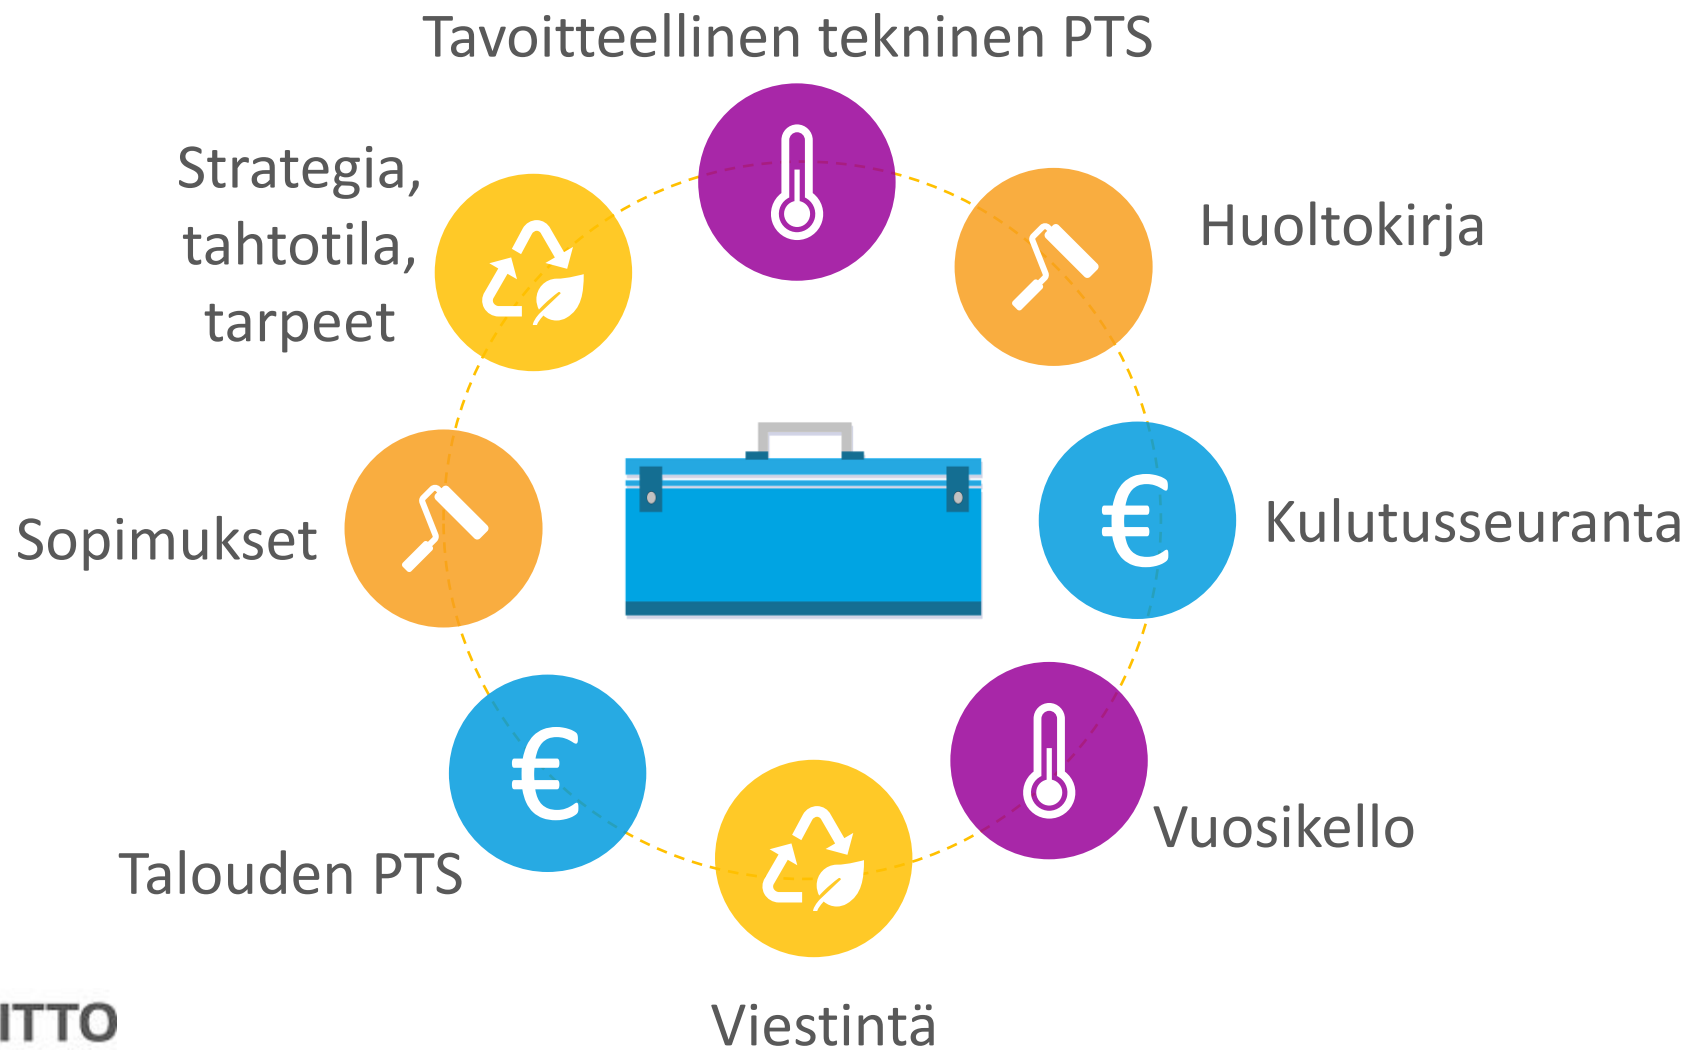 Tavoitteellinen tekninen PTS
Strategia,
tahtotila,
tarpeet
Huoltokirja
Sopimukset
€
Kulutusseuranta
€
Talouden PTS
Vuosikello
Viestintä
ITTO